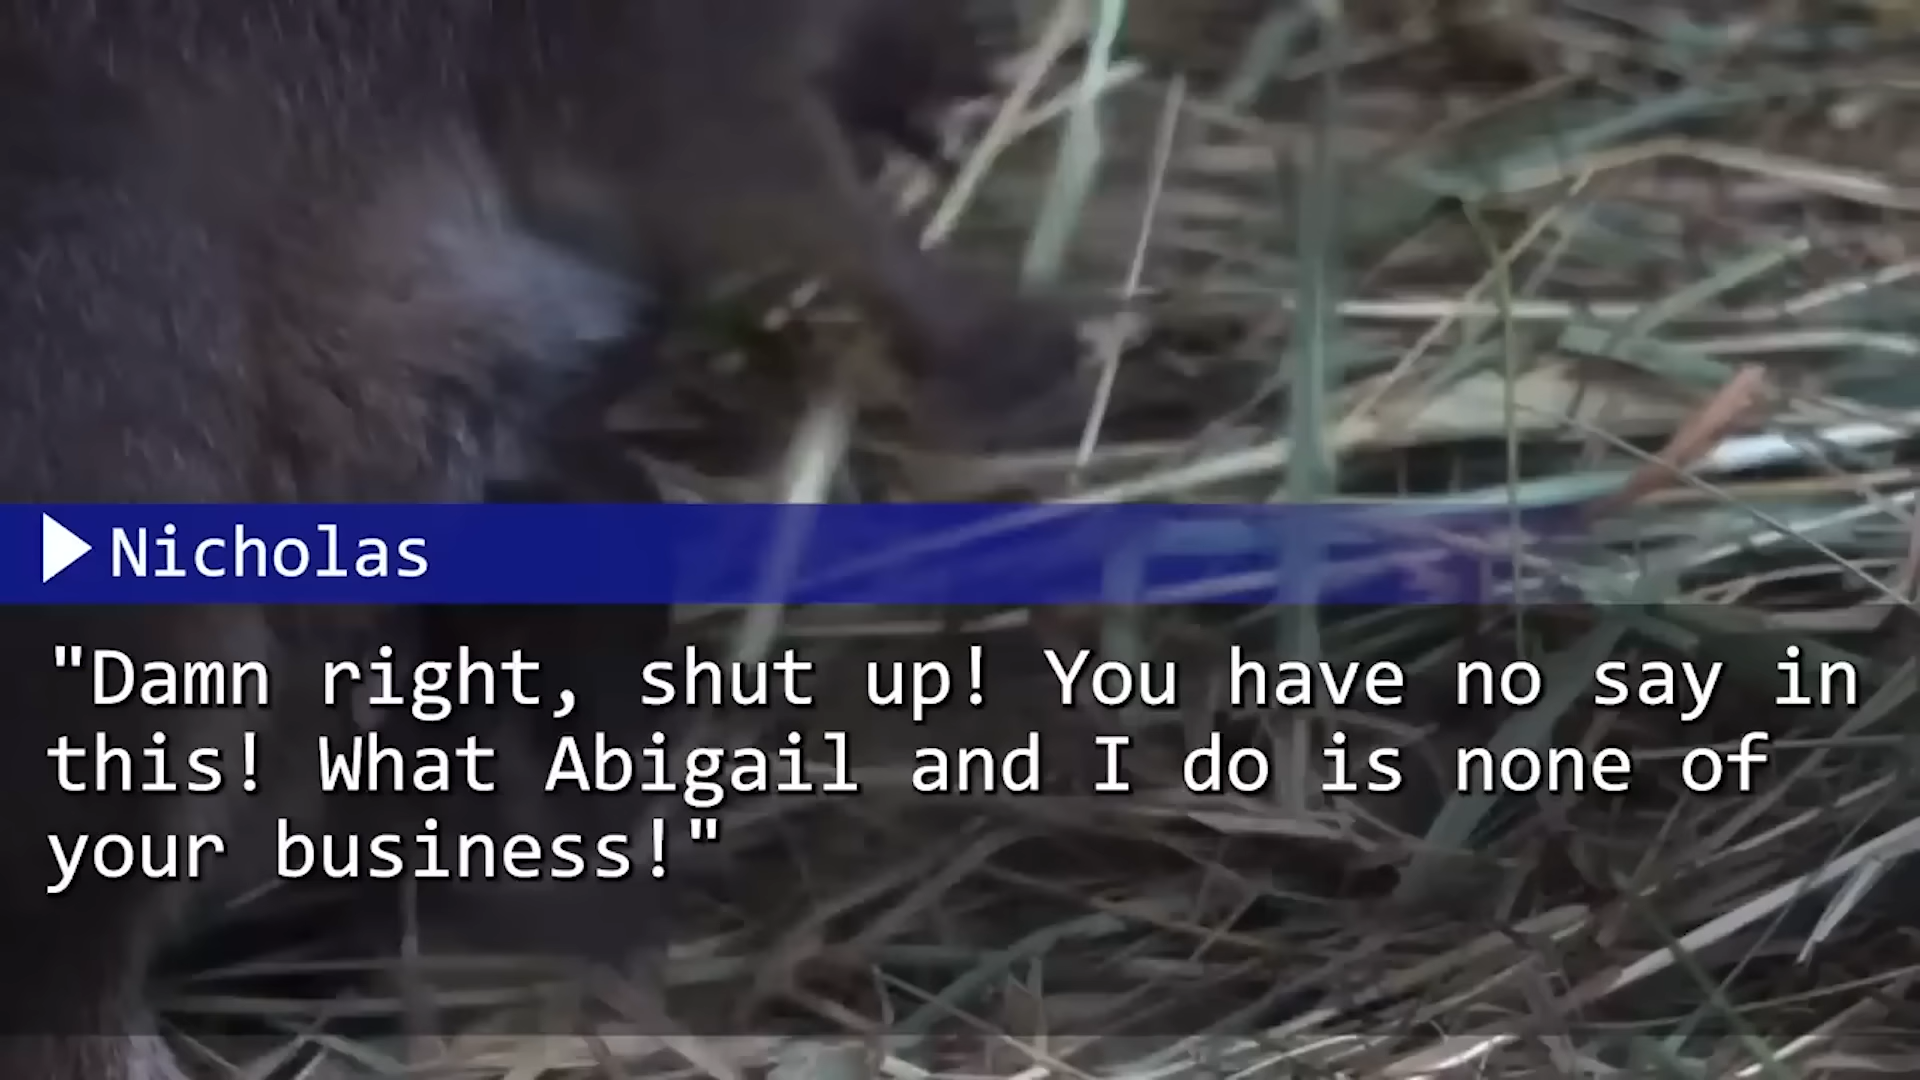 Nicholas
"Damn right, shut up! You have no say in
this! What Abigail and I do is none of
your business!"